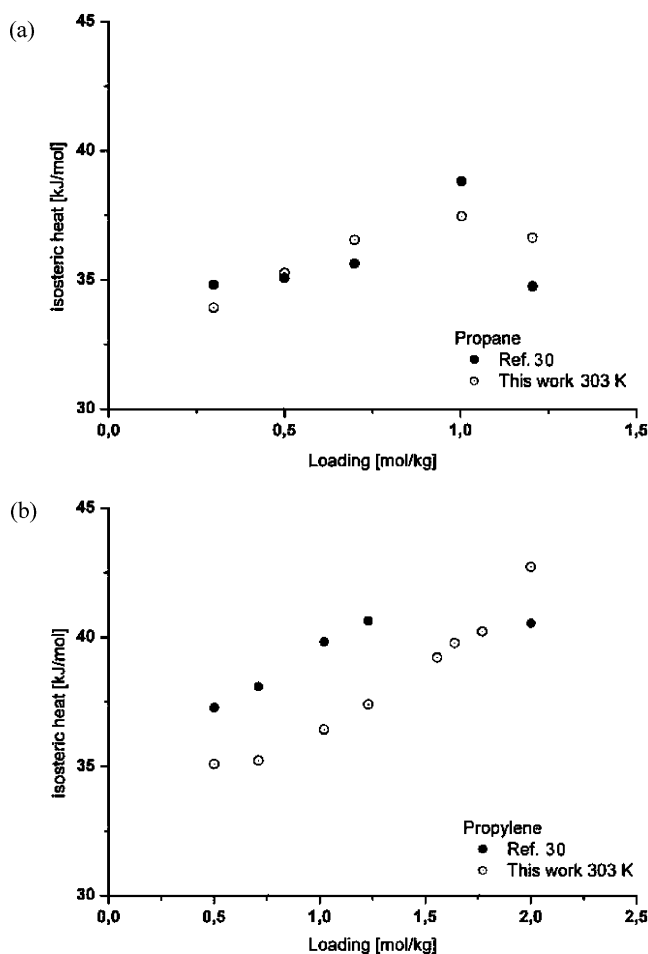 (a)
45
40
35
30
isosteric heat [kJ/mol]
Propane
Ref. 30
This work 303 K
0,0 0,5 1,0 1,5
Loading [mol/kg]
(b)
45
40
35
30
isosteric heat [kJ/mol]
Propylene
Ref. 30
This work 303 K
0,0 0,5 1,0 1,5 2,0 2,5
Loading [mol/kg]